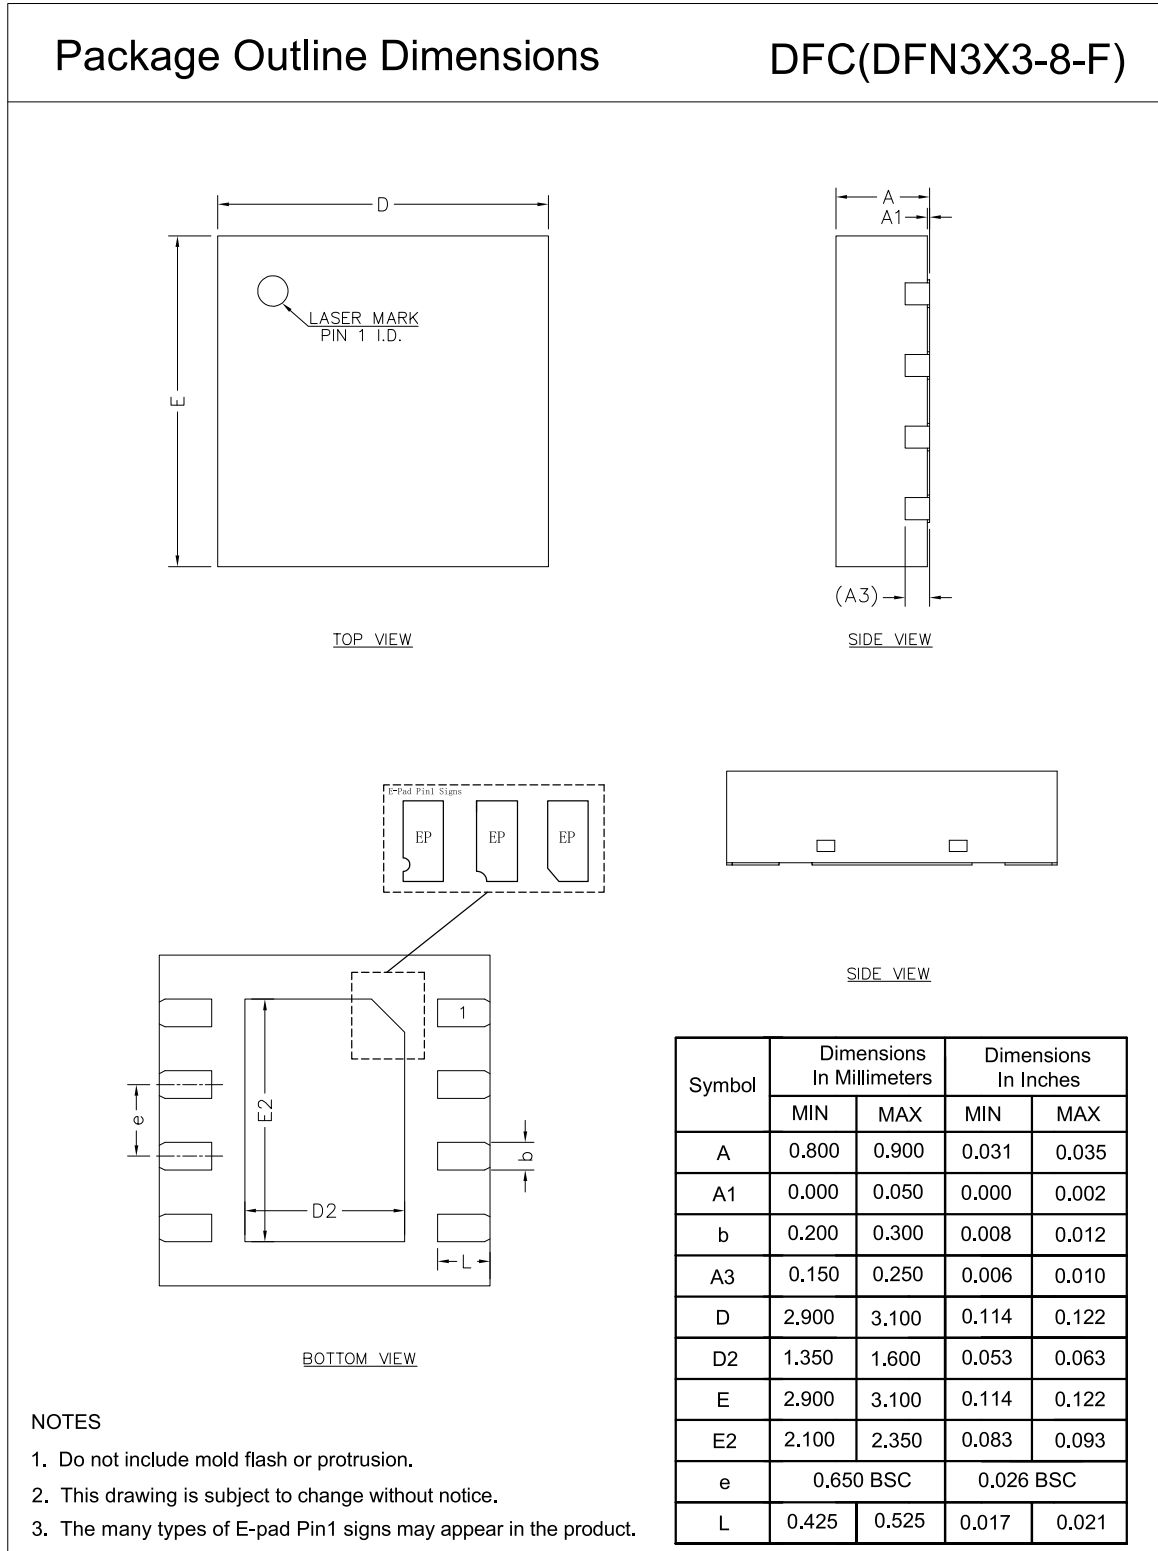 Package Outline Dimensions
DFC(DFN3X3-8-F)
D
E
LASER MARK
PIN 1 I.D.
TOP VIEW
A
A1
(A3)
SIDE VIEW
E-Pad Pin1 Signs
EP EP EP
1
e
E2
D2
b
L
BOTTOM VIEW
SIDE VIEW
Symbol
Dimensions
In Millimeters
Dimensions
In Inches
MIN MAX MIN MAX
A 0.800 0.900 0.031 0.035
A1 0.000 0.050 0.000 0.002
b 0.200 0.300 0.008 0.012
A3 0.150 0.250 0.006 0.010
D 2.900 3.100 0.114 0.122
D2 1.350 1.600 0.053 0.063
E 2.900 3.100 0.114 0.122
E2 2.100 2.350 0.083 0.093
e 0.650 BSC 0.026 BSC
L 0.425 0.525 0.017 0.021
NOTES
1. Do not include mold flash or protrusion.
2. This drawing is subject to change without notice.
3. The many types of E-pad Pin1 signs may appear in the product.